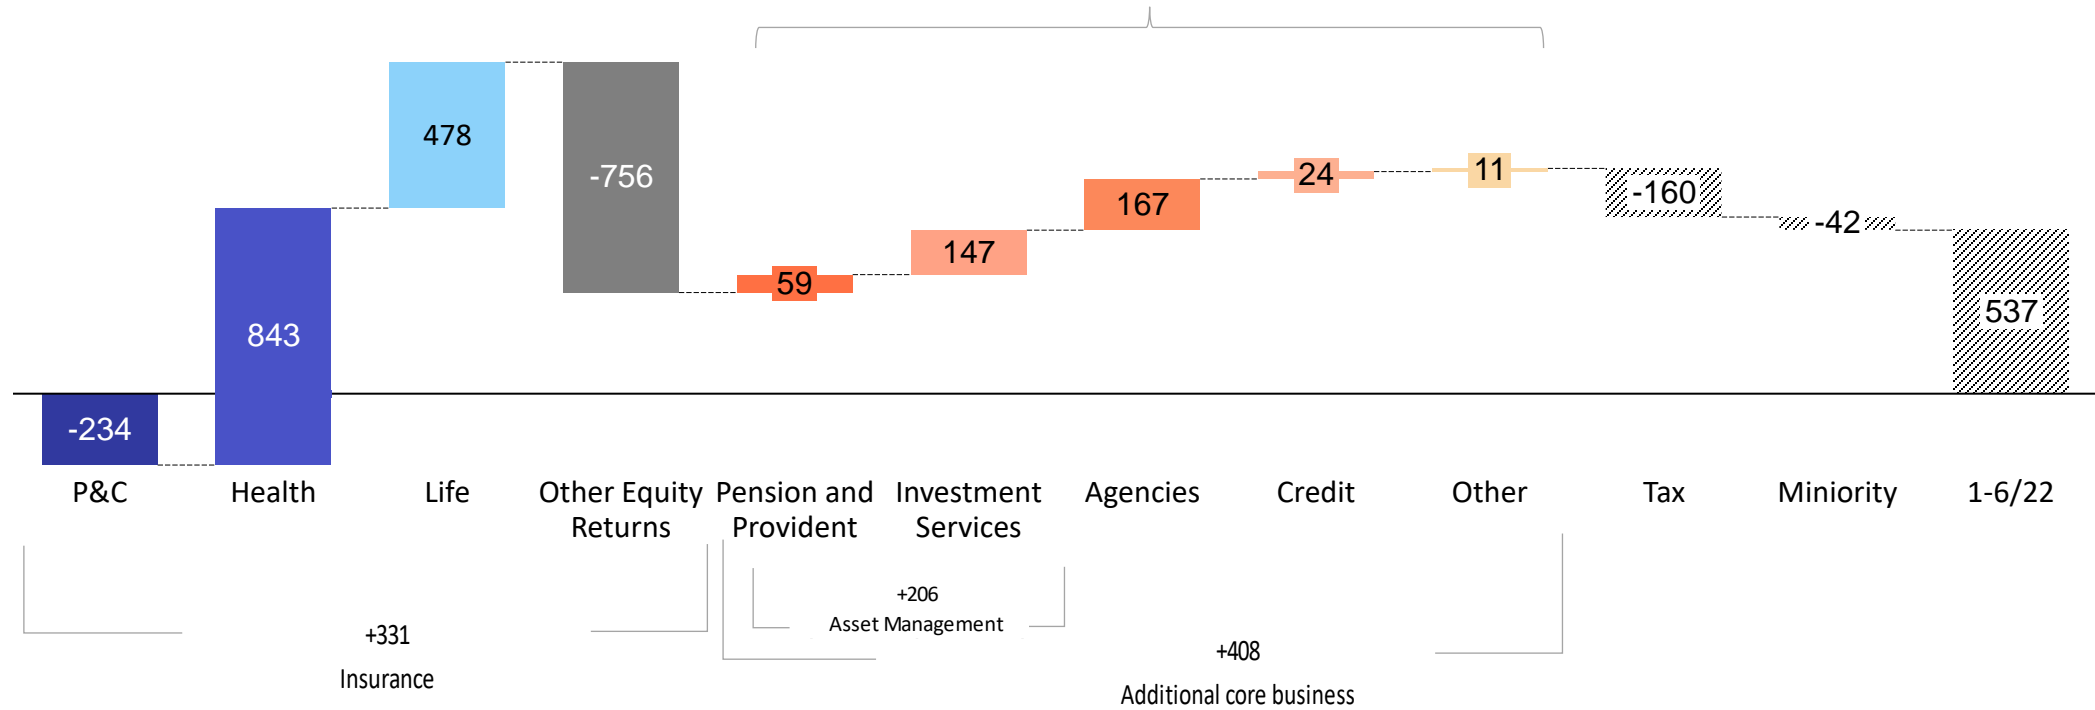 478
-756
24
11
-160
167
-42
147
59
537
843
-234
P&C
Health
Life
Other Equity
Returns
Pension and
Provident
Investment
Services
Agencies
Credit
Other
Tax
Miniority
1-6/22
+206
Asset Management
+331
Insurance
+408
Additional core business